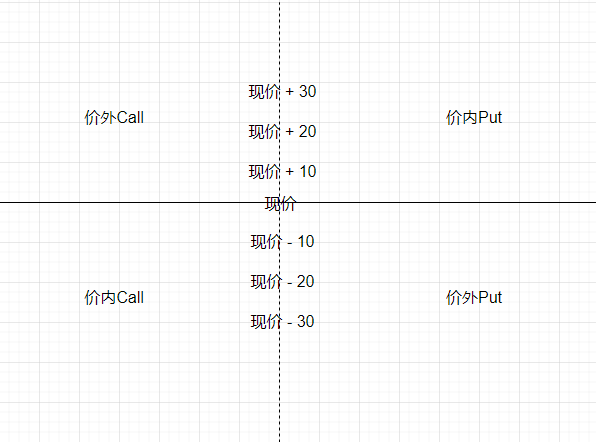 现价 + 30
价外Call
价内Put
现价 + 20
现价 + 10
现价
现价 - 10
现价 - 20
价内Call
价外Put
现价 - 30